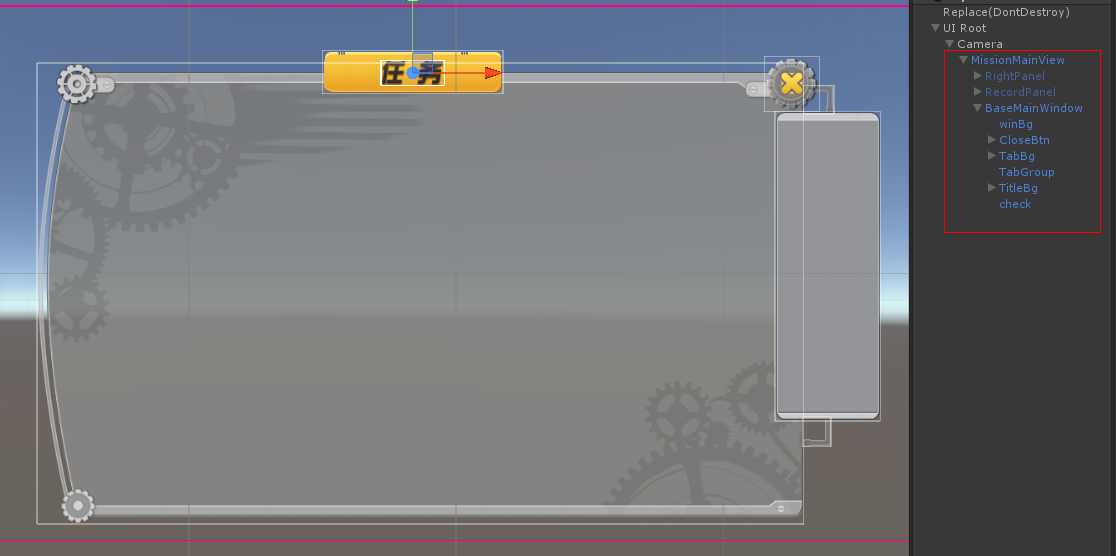 任务
Replace(DontDestroy)
UI Root
Camera
MissionMainView
RightPanel
RecordPanel
BaseMainWindow
winBg
CloseBtn
TabBg
TabGroup
TitleBg
check